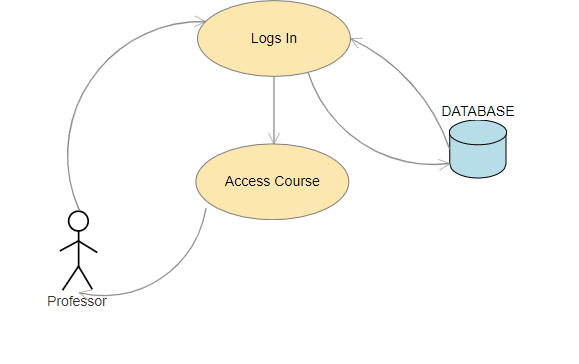 Logs In
DATABASE
Access Course
Professor